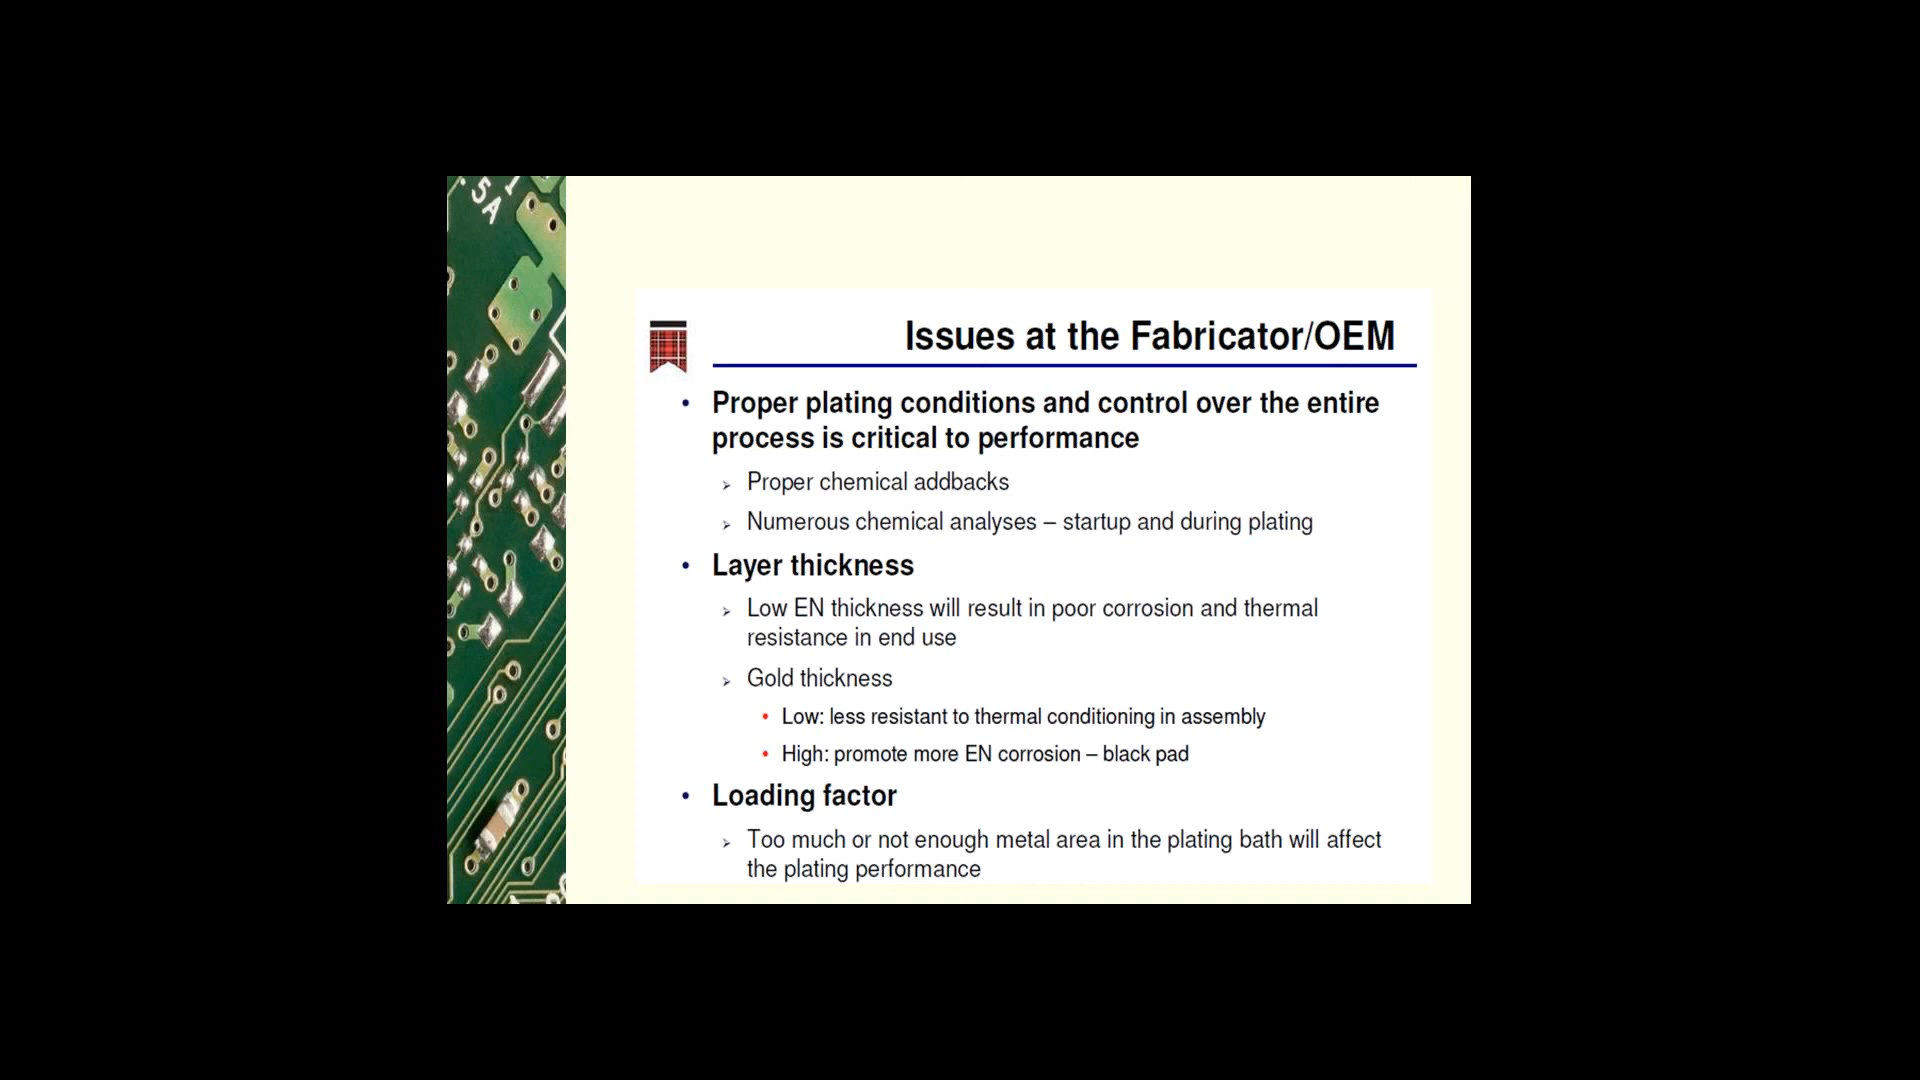 .5A
Issues at the Fabricator/OEM
• Proper plating conditions and control over the entire
process is critical to performance
➢ Proper chemical addbacks
➢ Numerous chemical analyses – startup and during plating
• Layer thickness
➢ Low EN thickness will result in poor corrosion and thermal
resistance in end use
➢ Gold thickness
• Low: less resistant to thermal conditioning in assembly
• High: promote more EN corrosion – black pad
• Loading factor
➢ Too much or not enough metal area in the plating bath will affect
the plating performance